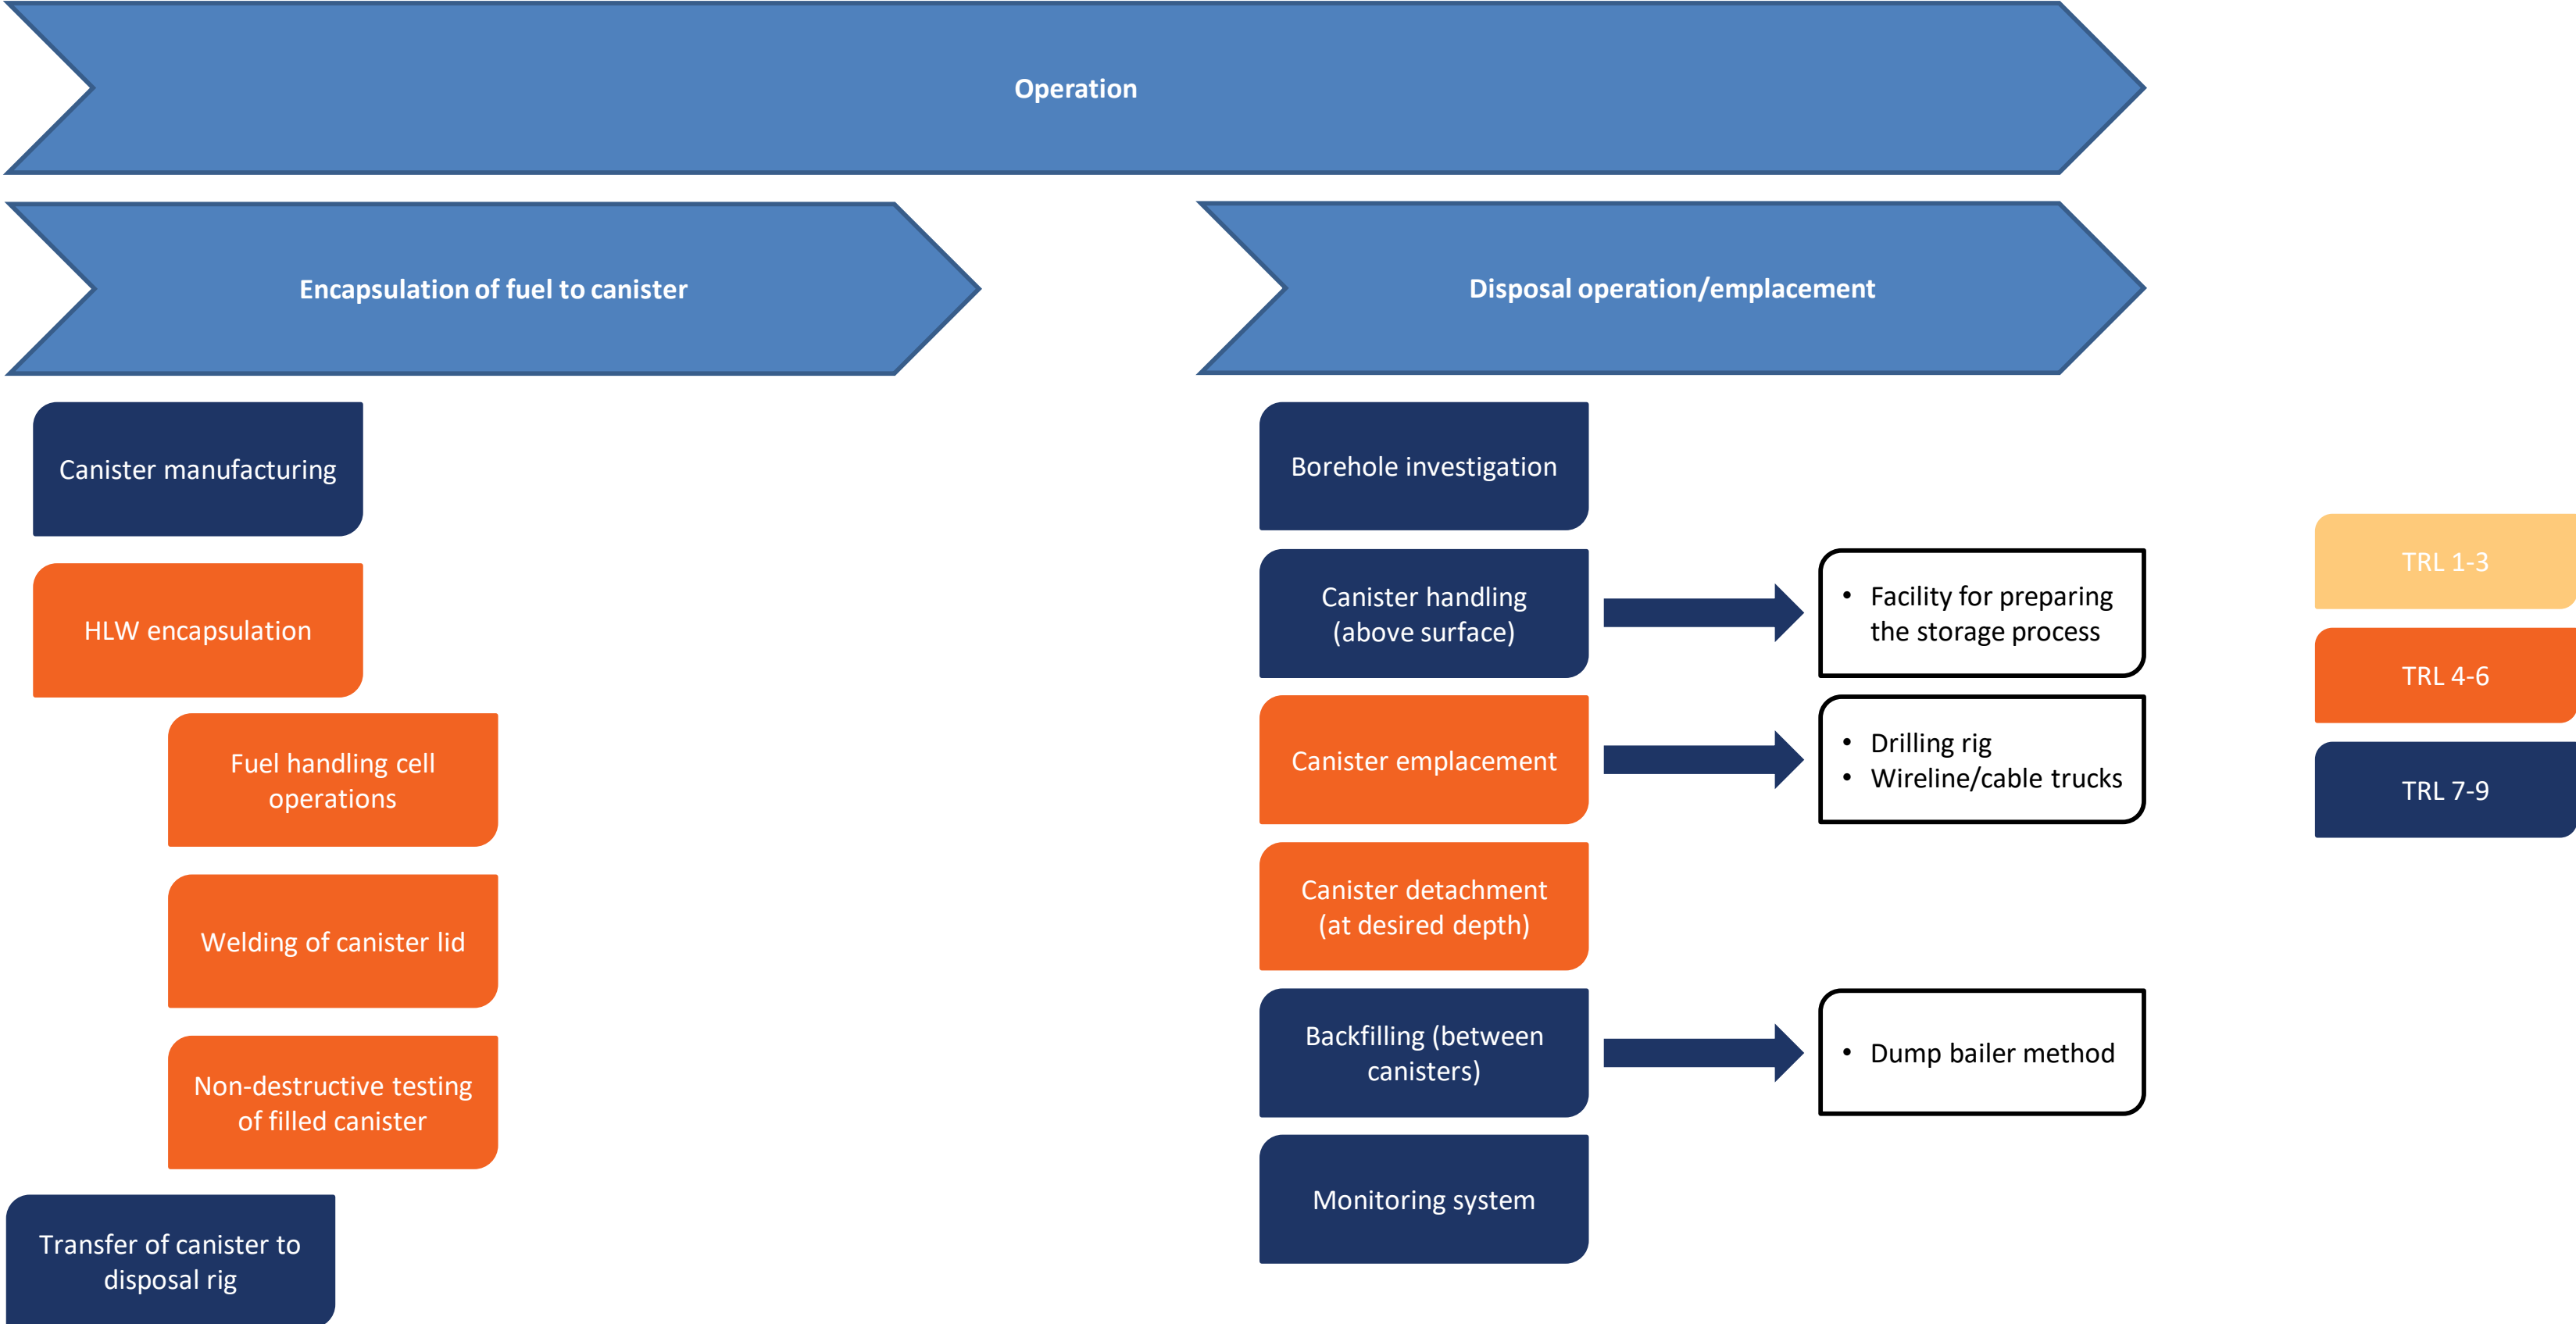 Operation
Encapsulation of fuel to canister
Disposal operation/emplacement
Canister manufacturing
HLW encapsulation
Fuel handling cell
operations
Welding of canister lid
Non-destructive testing
of filled canister
Transfer of canister to
disposal rig
Borehole investigation
Canister handling
(above surface)
• Facility for preparing
the storage process
Canister emplacement
• Drilling rig
• Wireline/cable trucks
Canister detachment
(at desired depth)
Backfilling (between
canisters)
• Dump bailer method
Monitoring system
TRL 1-3
TRL 4-6
TRL 7-9